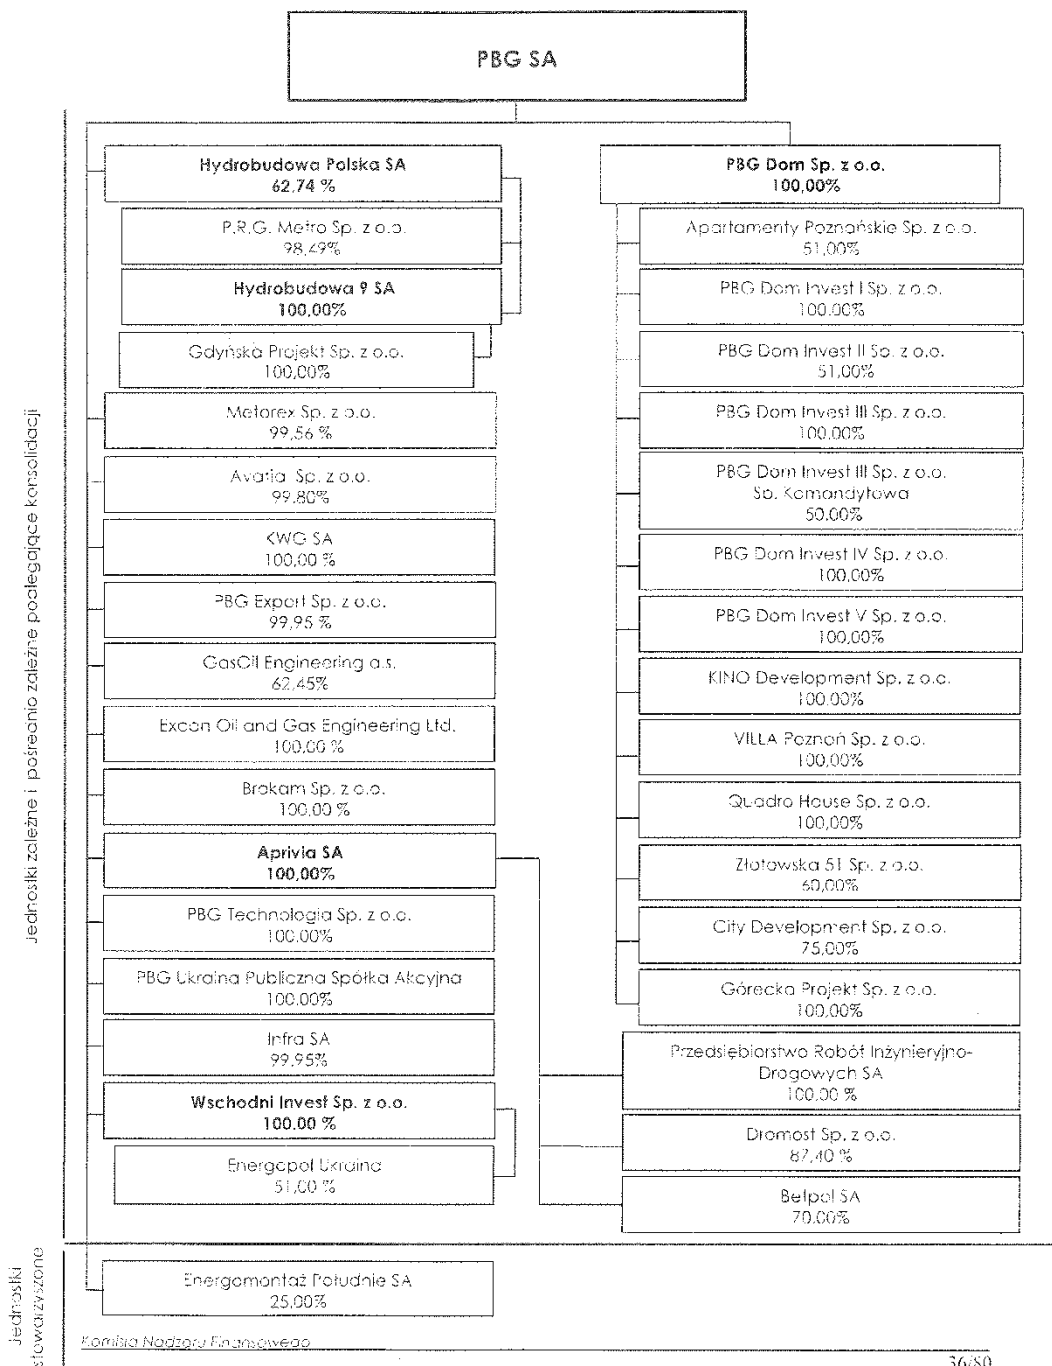 PBG SA
Hydrobudowa Polska SA
62,74 %
P.R.G. Metro Sp. z o.o.
98,49%
Hydrobudowa 9 SA
100,00%
Gdyńska Projekt Sp. z o.o.
100,00%
Metorex Sp. z o.o.
99,56 %
Avatia Sp. z o.o.
99,80%
KWG SA
100,00 %
PBG Export Sp. z o.o.
99,95 %
GasOil Engineering a.s.
62,45%
Excan Oil and Gas Engineering Ltd.
100,00 %
Brokam Sp. z o.o.
100,00 %
Aprivia SA
100,00%
PBG Technologia Sp. z o.o.
100,00%
PBG Ukraina Publiczna Spółka Akcyjna
100,00%
Infra SA
99,95%
Wschodni Invest Sp. z o.o.
100,00 %
Energopol Ukraina
51,00 %
PBG Dom Sp. z o.o.
100,00%
Apartamenty Poznańskie Sp. z o.o.
51,00%
PBG Dom Invest I Sp. z o.o.
100,00%
PBG Dom Invest II Sp. z o.o.
51,00%
PBG Dom Invest III Sp. z o.o.
100,00%
PBG Dom Invest III Sp. z o.o.
Sp. Komandytowa
50,00%
PBG Dom Invest IV Sp. z o.o.
100,00%
PBG Dom Invest V Sp. z o.o.
100,00%
KINO Development Sp. z o.o.
100,00%
VILLA Poznań Sp. z o.o.
100,00%
Quadro House Sp. z o.o.
100,00%
Złotowska 51 Sp. z o.o.
60,00%
City Development Sp. z o.o.
75,00%
Górecka Projekt Sp. z o.o.
100,00%
Przedsiębiorstwo Robót Inżynieryjno-
Drogowych SA
100,00 %
Dromost Sp. z o.o.
87,40 %
Betpol SA
70,00%
Jednostki zależne i pośrednio zależne podlegające konsolidacji
Jednostki
stowarzyszone
Energomontaż Południe SA
25,00%
Komisja Nadzoru Finansowego
36/80